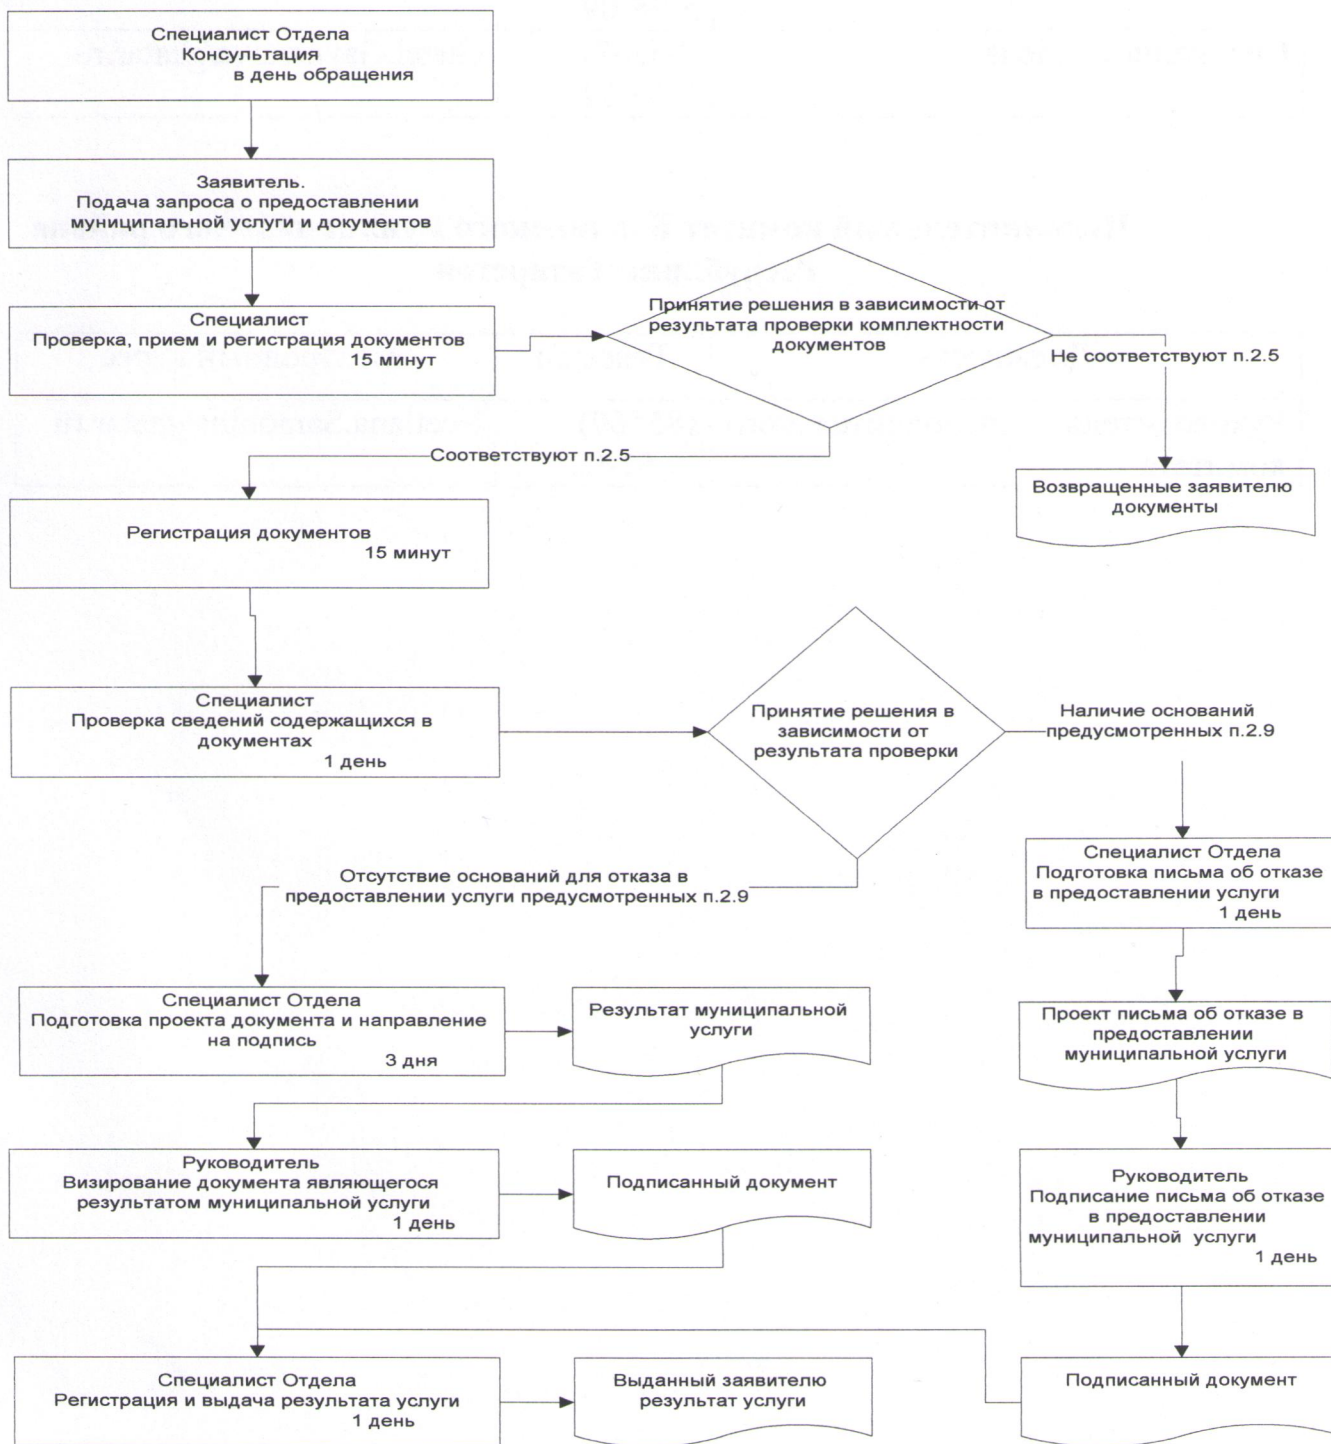 Специалист Отдела
Консультация
в день обращения
Заявитель.
Подача запроса о предоставлении
муниципальной услуги и документов
Специалист
Проверка, прием и регистрация документов
15 минут
Принятие решения в зависимости от
результата проверки комплектности
документов
Не соответствуют п.2.5
Соответствуют п.2.5
Возвращенные заявителю
документы
Регистрация документов
15 минут
Специалист
Проверка сведений содержащихся в
документах
1 день
Принятие решения в
зависимости от
результата проверки
Наличие оснований
предусмотренных п.2.9
Отсутствие оснований для отказа в
предоставлении услуги предусмотренных п.2.9
Специалист Отдела
Подготовка письма об отказе
в предоставлении услуги
1 день
Специалист Отдела
Подготовка проекта документа и направление
на подпись
3 дня
Результат муниципальной
услуги
Проект письма об отказе в
предоставлении
муниципальной услуги
Руководитель
Визирование документа являющегося
результатом муниципальной услуги
1 день
Подписанный документ
Руководитель
Подписание письма об отказе
в предоставлении
муниципальной услуги
1 день
Специалист Отдела
Регистрация и выдача результата услуги
1 день
Выданный заявителю
результат услуги
Подписанный документ